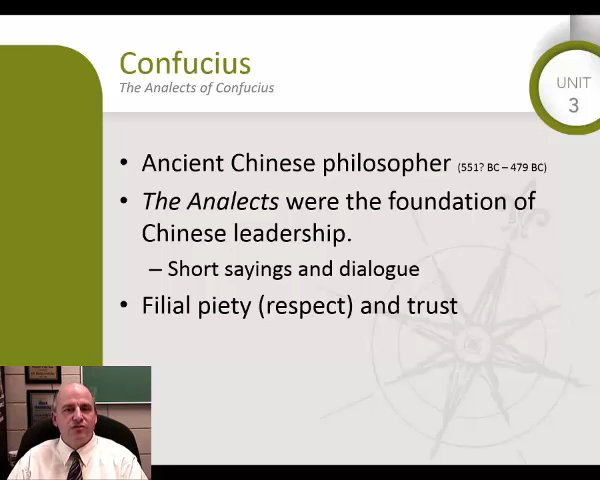 Confucius
The Analects of Confucius
UNIT
3
• Ancient Chinese philosopher (551? BC – 479 BC)
• The Analects were the foundation of
Chinese leadership.
– Short sayings and dialogue
• Filial piety (respect) and trust